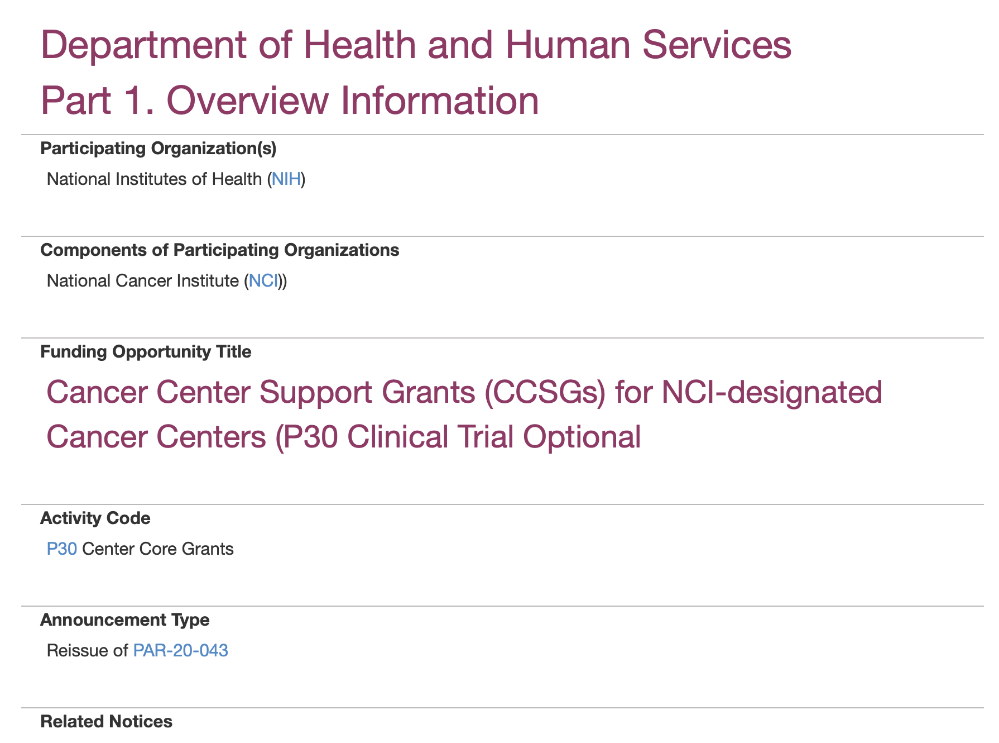 Department of Health and Human Services
Part 1. Overview Information
Participating Organization(s)
National Institutes of Health (NIH)
Components of Participating Organizations
National Cancer Institute (NCI))
Funding Opportunity Title
Cancer Center Support Grants (CCSGs) for NCI-designated
Cancer Centers (P30 Clinical Trial Optional
Activity Code
P30 Center Core Grants
Announcement Type
Reissue of PAR-20-043
Related Notices